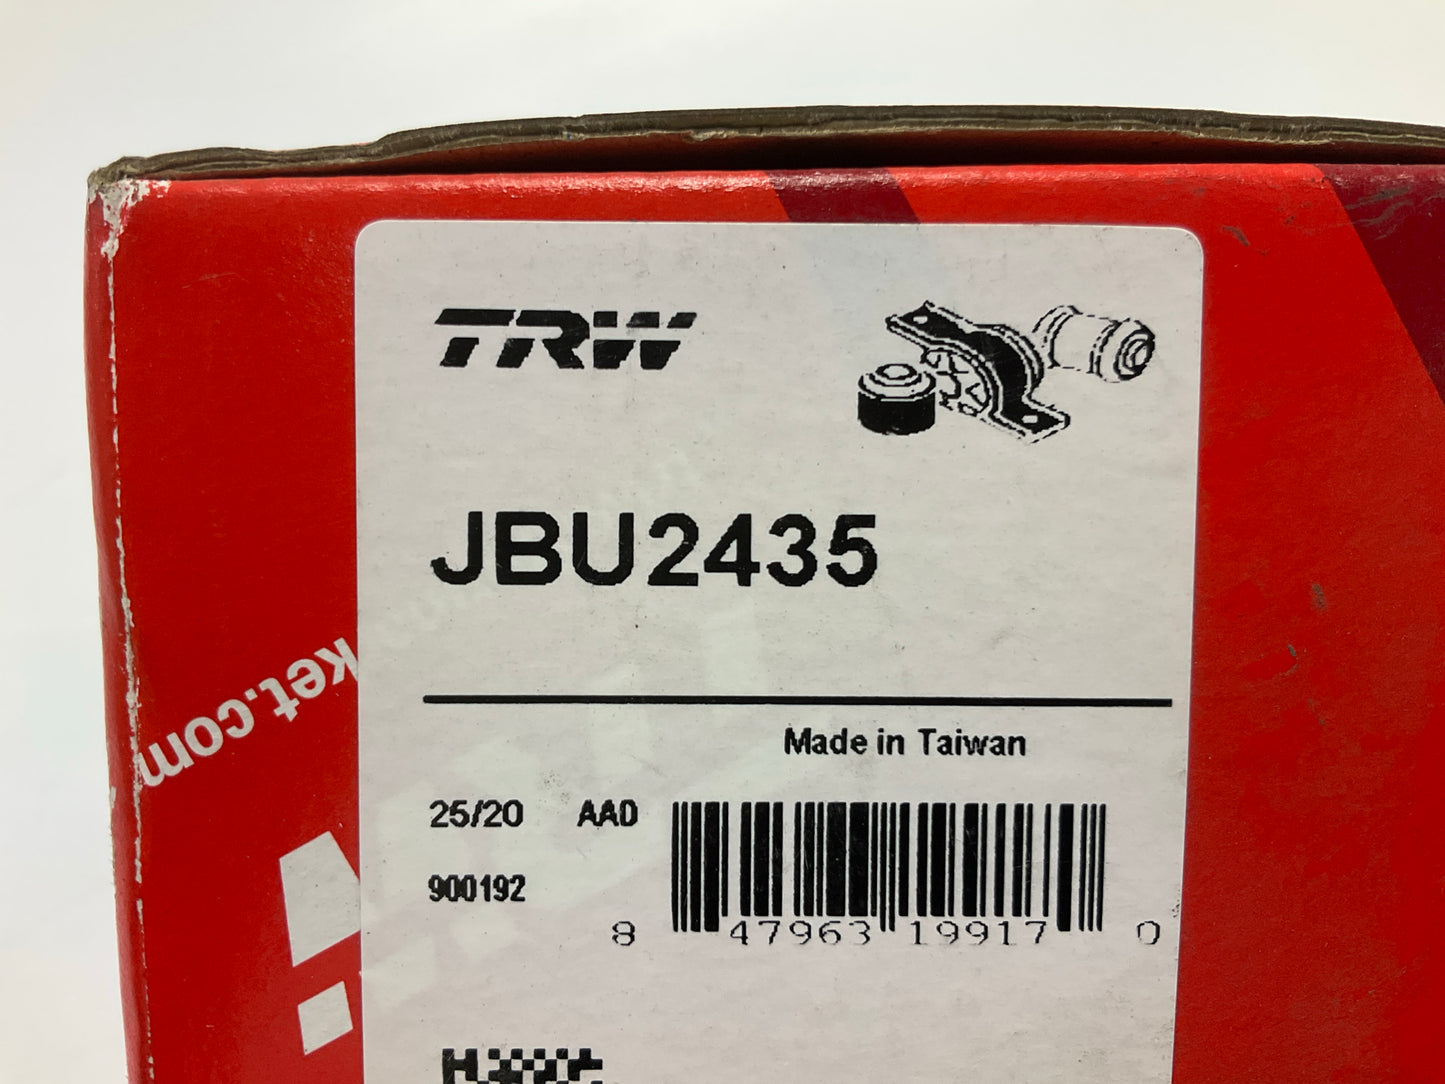 TRW
JBU2435
ket.com
Made in Taiwan
25/20 AAD
900192
8 47963 19917 0